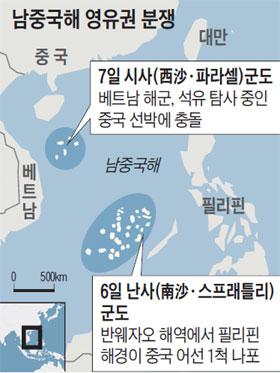 남중국해 영유권 분쟁
중국
대만
7일 시사(西沙·파라셀)군도
베트남 해군, 석유 탐사 중인
중국 선박에 충돌
남중국해
베트남
필리핀
0 500km
6일 난사(南沙·스프래틀리)
군도
반웨자오 해역에서 필리핀
해경이 중국 어선 1척 나포